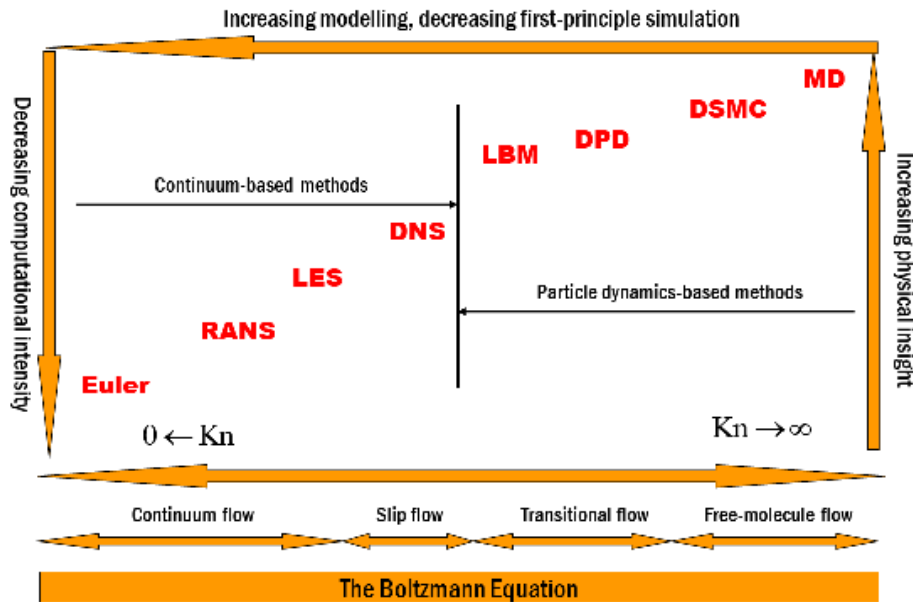 Increasing modelling, decreasing first-principle simulation
Decreasing computational intensity
MD
DSMC
DPD
LBM
Continuum-based methods
DNS
LES
Particle dynamics-based methods
RANS
Euler
Increasing physical insight
0 ← Kn
Kn → ∞
Continuum flow
Slip flow
Transitional flow
Free-molecule flow
The Boltzmann Equation